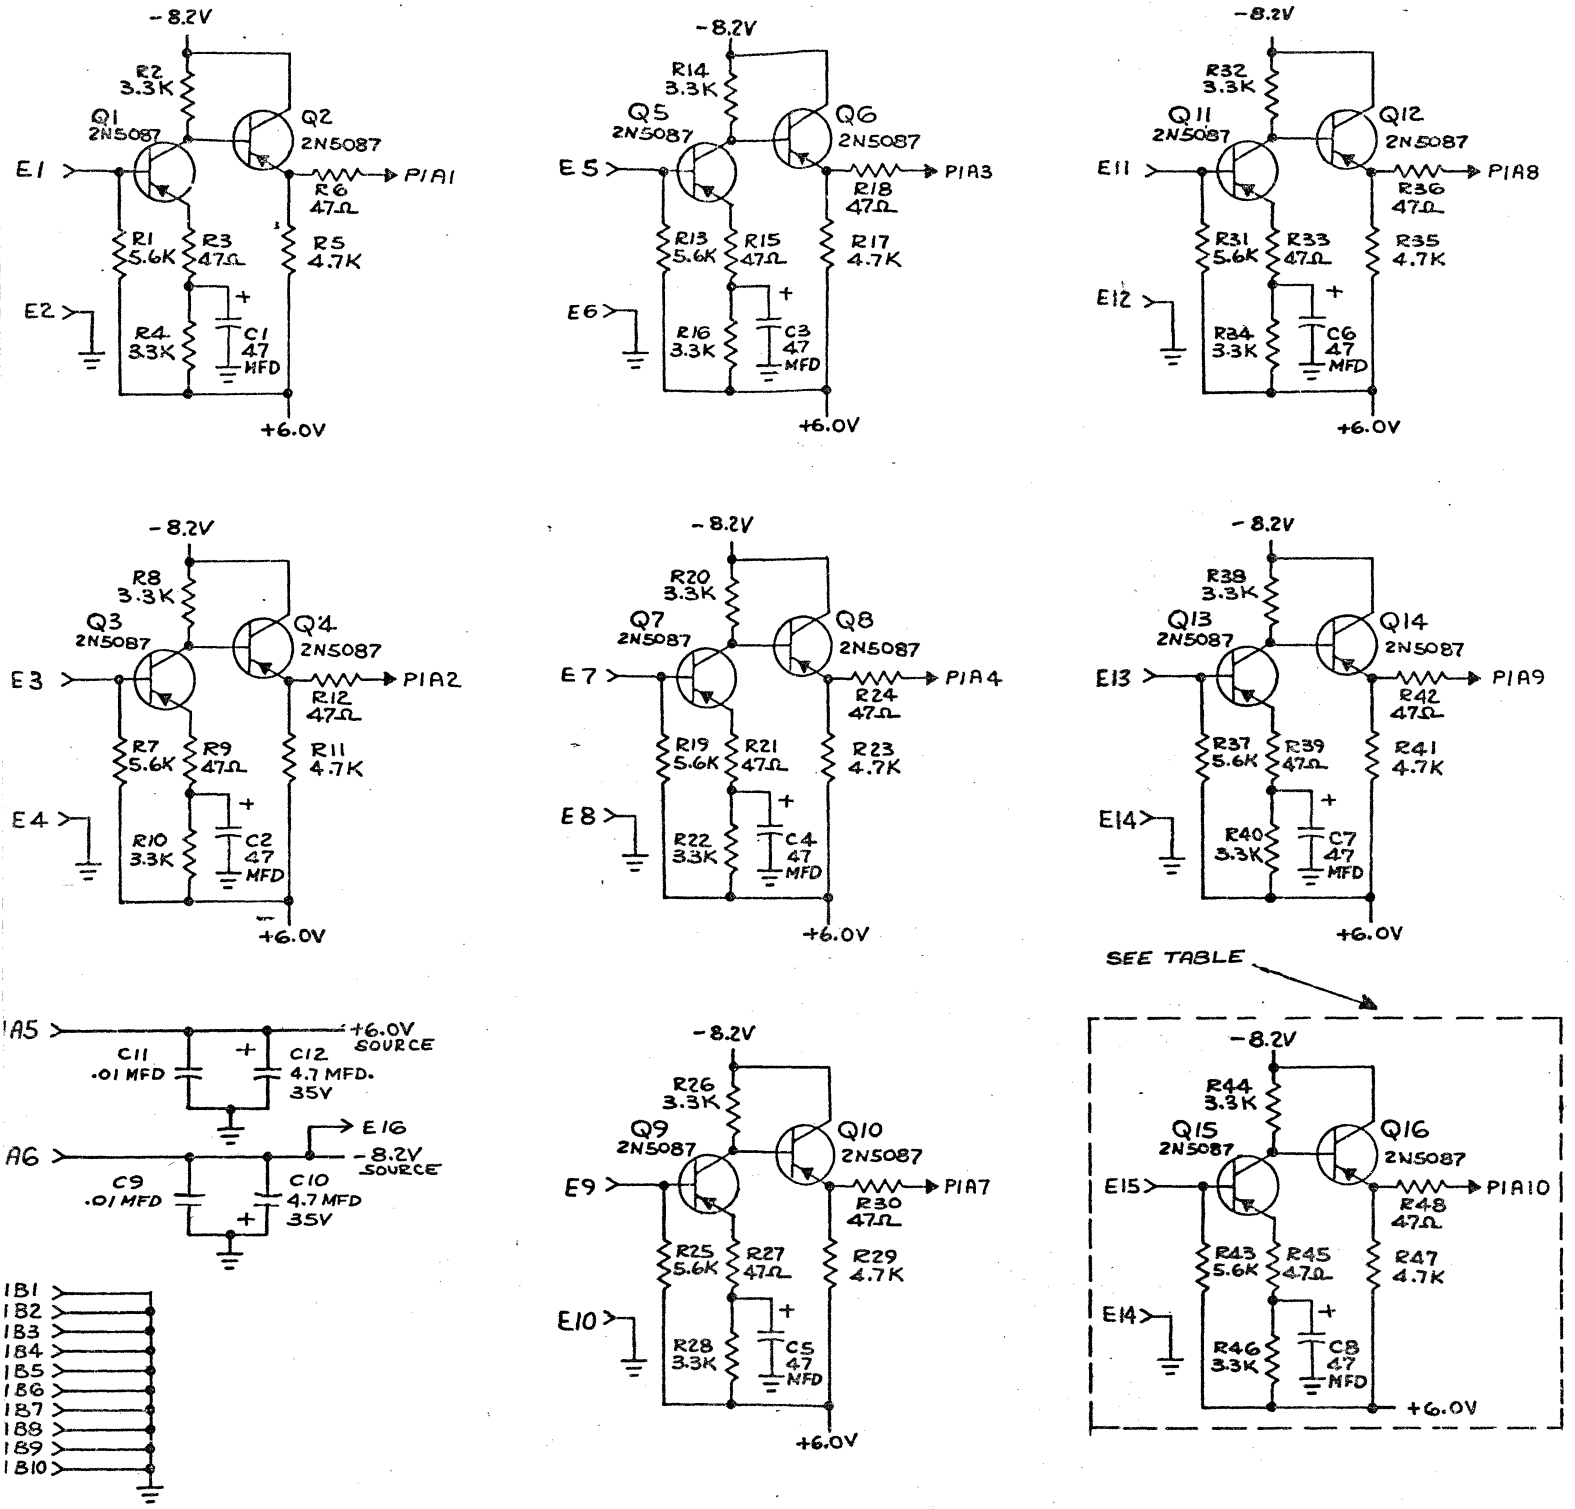 -8.2V
R2
3.3K
Q1
2N5087
Q2
2N5087
E1
P1A1
R6
47Ω
R1
5.6K
R3
47Ω
R5
4.7K
E2
R4
3.3K
+
C1
47
MFD
+6.0V
-8.2V
R14
3.3K
Q5
2N5087
Q6
2N5087
E5
P1A3
R18
47Ω
R13
5.6K
R15
47Ω
R17
4.7K
E6
R16
3.3K
+
C3
47
MFD
+6.0V
-8.2V
R32
3.3K
Q11
2N5087
Q12
2N5087
E11
P1A8
R36
47Ω
R31
5.6K
R33
47Ω
R35
4.7K
E12
R34
3.3K
+
C6
47
MFD
+6.0V
-8.2V
R8
3.3K
Q3
2N5087
Q4
2N5087
E3
P1A2
R12
47Ω
R7
5.6K
R9
47Ω
R11
4.7K
E4
R10
3.3K
+
C2
47
MFD
+6.0V
-8.2V
R20
3.3K
Q7
2N5087
Q8
2N5087
E7
P1A4
R24
47Ω
R19
5.6K
R21
47Ω
R23
4.7K
E8
R22
3.3K
+
C4
47
MFD
+6.0V
-8.2V
R38
3.3K
Q13
2N5087
Q14
2N5087
E13
P1A9
R42
47Ω
R37
5.6K
R39
47Ω
R41
4.7K
E14
R40
3.3K
+
C7
47
MFD
+6.0V
1A5
+6.0V
SOURCE
C11
.01 MFD
+
C12
4.7 MFD.
35V
E16
A6
-8.2V
SOURCE
C9
.01 MFD
C10
4.7 MFD
35V
+
1B1
1B2
1B3
1B4
1B5
1B6
1B7
1B8
1B9
1B10
-8.2V
R26
3.3K
Q9
2N5087
Q10
2N5087
E9
P1A7
R30
47Ω
R25
5.6K
R27
47Ω
R29
4.7K
E10
R28
3.3K
+
C5
47
MFD
+6.0V
SEE TABLE
-8.2V
R44
3.3K
Q15
2N5087
Q16
2N5087
E15
P1A10
R48
47Ω
R43
5.6K
R45
47Ω
R47
4.7K
E14
R46
3.3K
+
C8
47
MFD
+6.0V